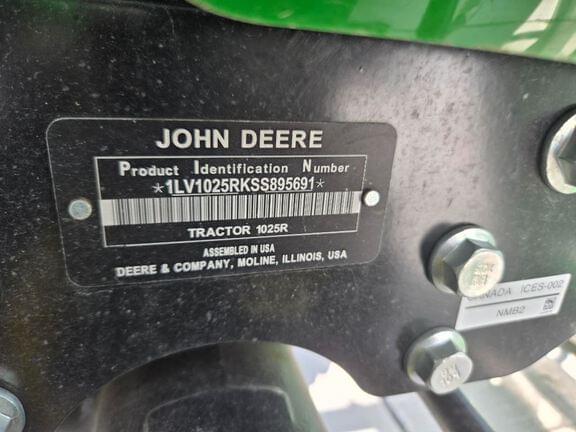 JOHN DEERE
Product Identification Number
*1LV1025RKSS895691*
TRACTOR 1025R
ASSEMBLED IN USA
DEERE & COMPANY, MOLINE, ILLINOIS, USA
CANADA ICES-002
NMB2